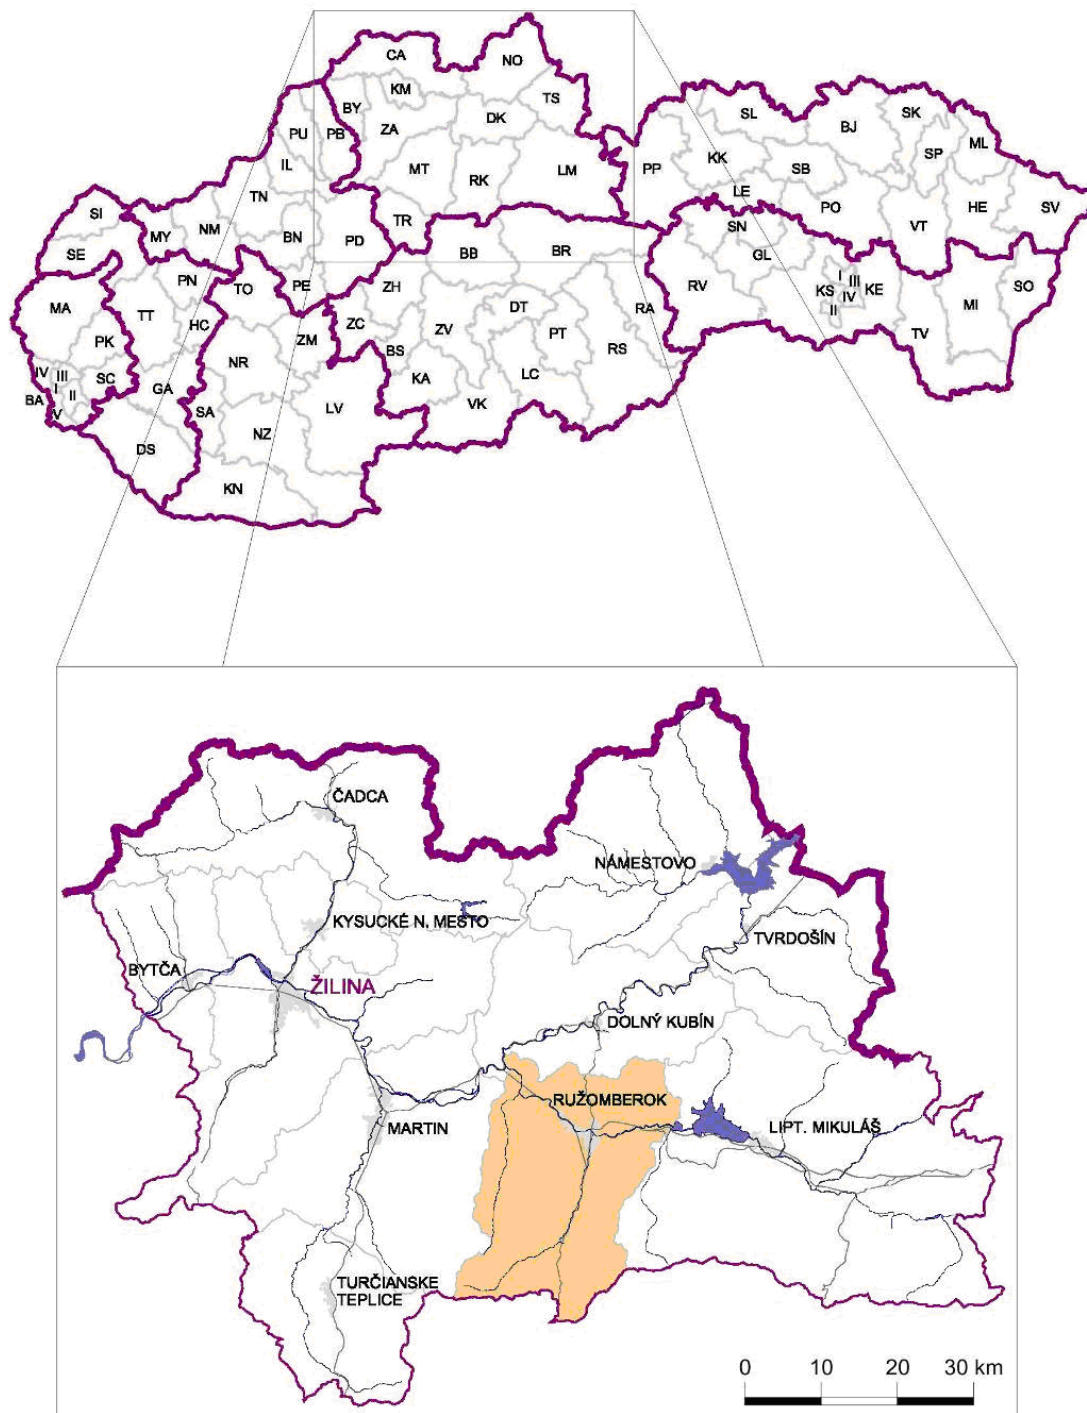 CA
NO
KM
BY
TS
PU
PB
ZA
DK
IL
MT
RK
LM
TN
TR
SI
MY
NM
BN
PD
SE
BB
BR
PN
TO
PE
ZH
MA
TT
HC
ZM
ZC
ZV
DT
PT
RA
RS
PK
NR
BS
KA
LC
IV
III
I
II
SC
BA
V
GA
SA
LV
VK
DS
NZ
KN
SL
SK
BJ
ML
PP
KK
SB
SP
LE
PO
HE
SV
SN
VT
GL
RV
I
III
KS
IV
KE
II
MI
SO
TV
ČADCA
NÁMESTOVO
KYSUCKÉ N. MESTO
TVRDOŠÍN
BYTČA
ŽILINA
DOLNÝ KUBÍN
RUŽOMBEROK
MARTIN
LIPT. MIKULÁŠ
TURČIANSKE
TEPLICE
0 10 20 30 km